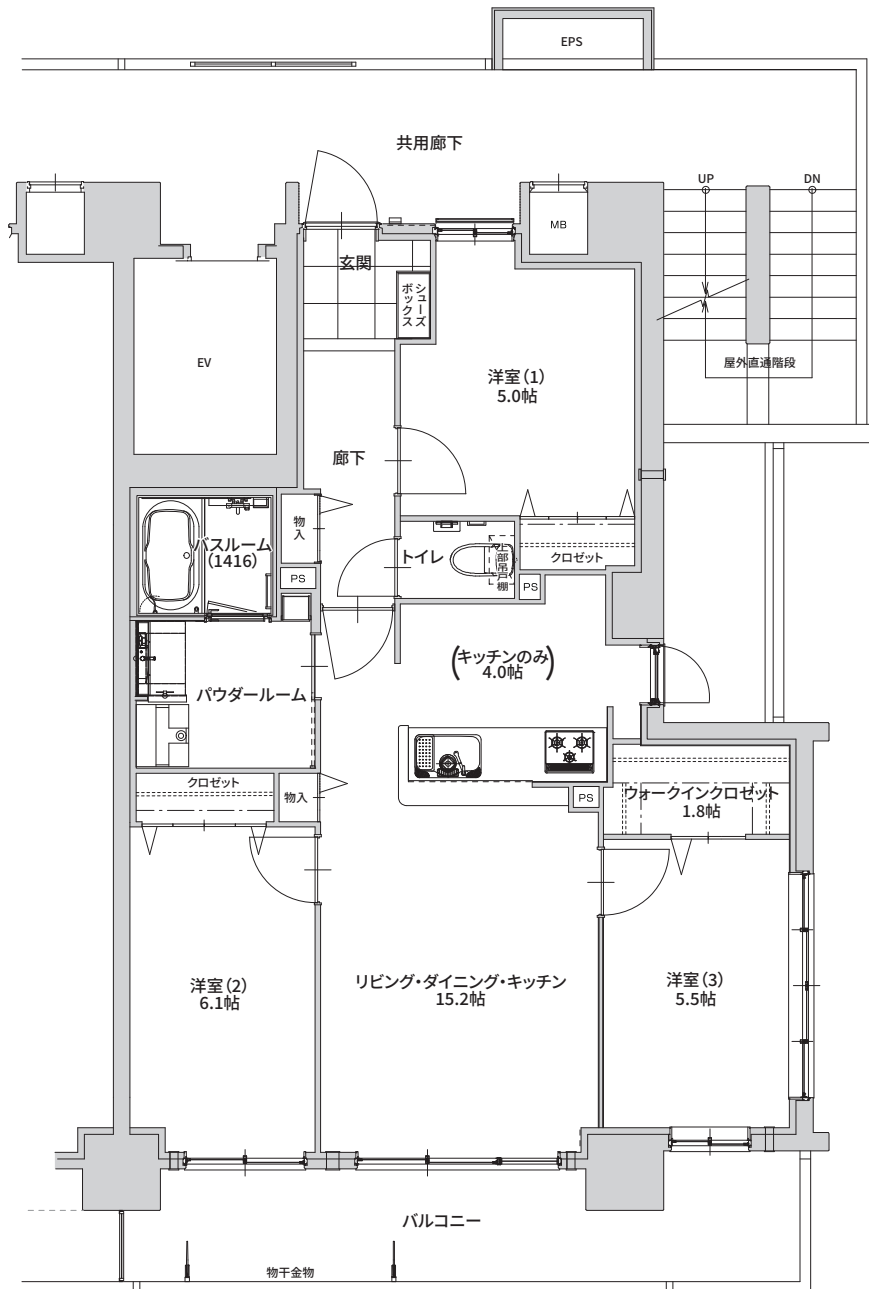 EPS
共用廊下
UP
DN
MB
玄関
シューズ
ボックス
EV
屋外直通階段
洋室(1)
5.0帖
廊下
物入
バスルーム
(1416)
トイレ
上部吊戸棚
クロゼット
PS
PS
(キッチンのみ)
4.0帖
パウダールーム
クロゼット
物入
PS
ウォークインクロゼット
1.8帖
洋室(2)
6.1帖
リビング・ダイニング・キッチン
15.2帖
洋室(3)
5.5帖
バルコニー
物干金物